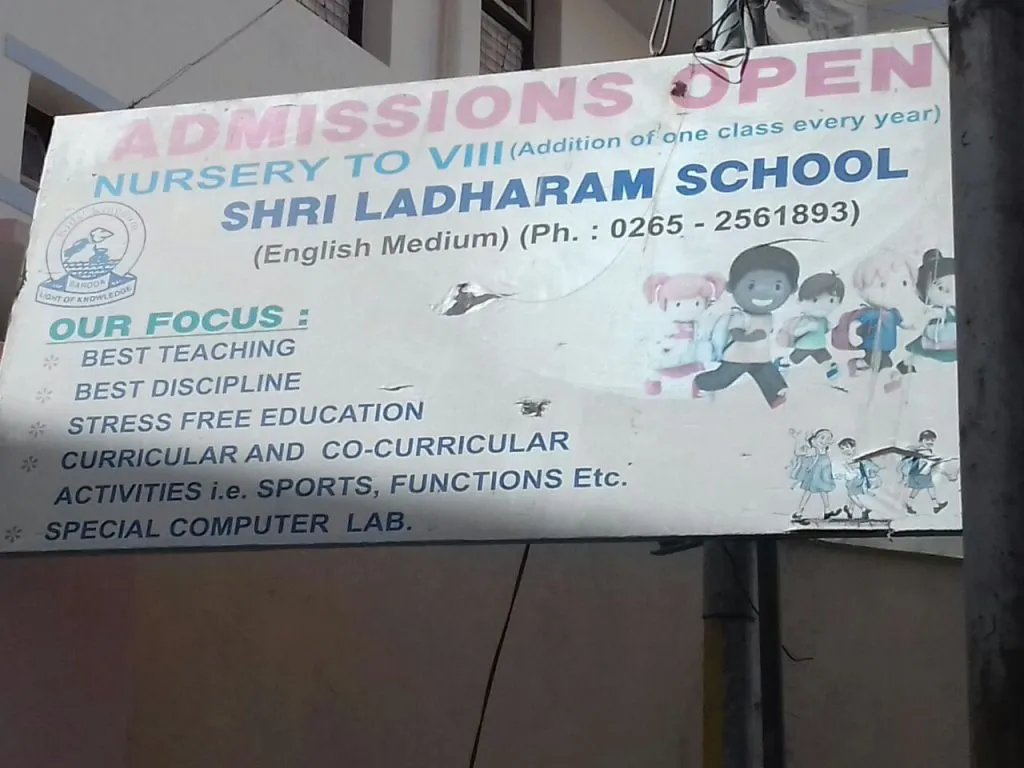 ADMISSIONS OPEN
NURSERY TO VIII (Addition of one class every year)
SHRI LADHARAM SCHOOL
(English Medium) (Ph. : 0265 - 2561893)
LIGHT OF KNOWLEDGE
OUR FOCUS :
BEST TEACHING
BEST DISCIPLINE
STRESS FREE EDUCATION
CURRICULAR AND CO-CURRICULAR
ACTIVITIES i.e. SPORTS, FUNCTIONS Etc.
SPECIAL COMPUTER LAB.